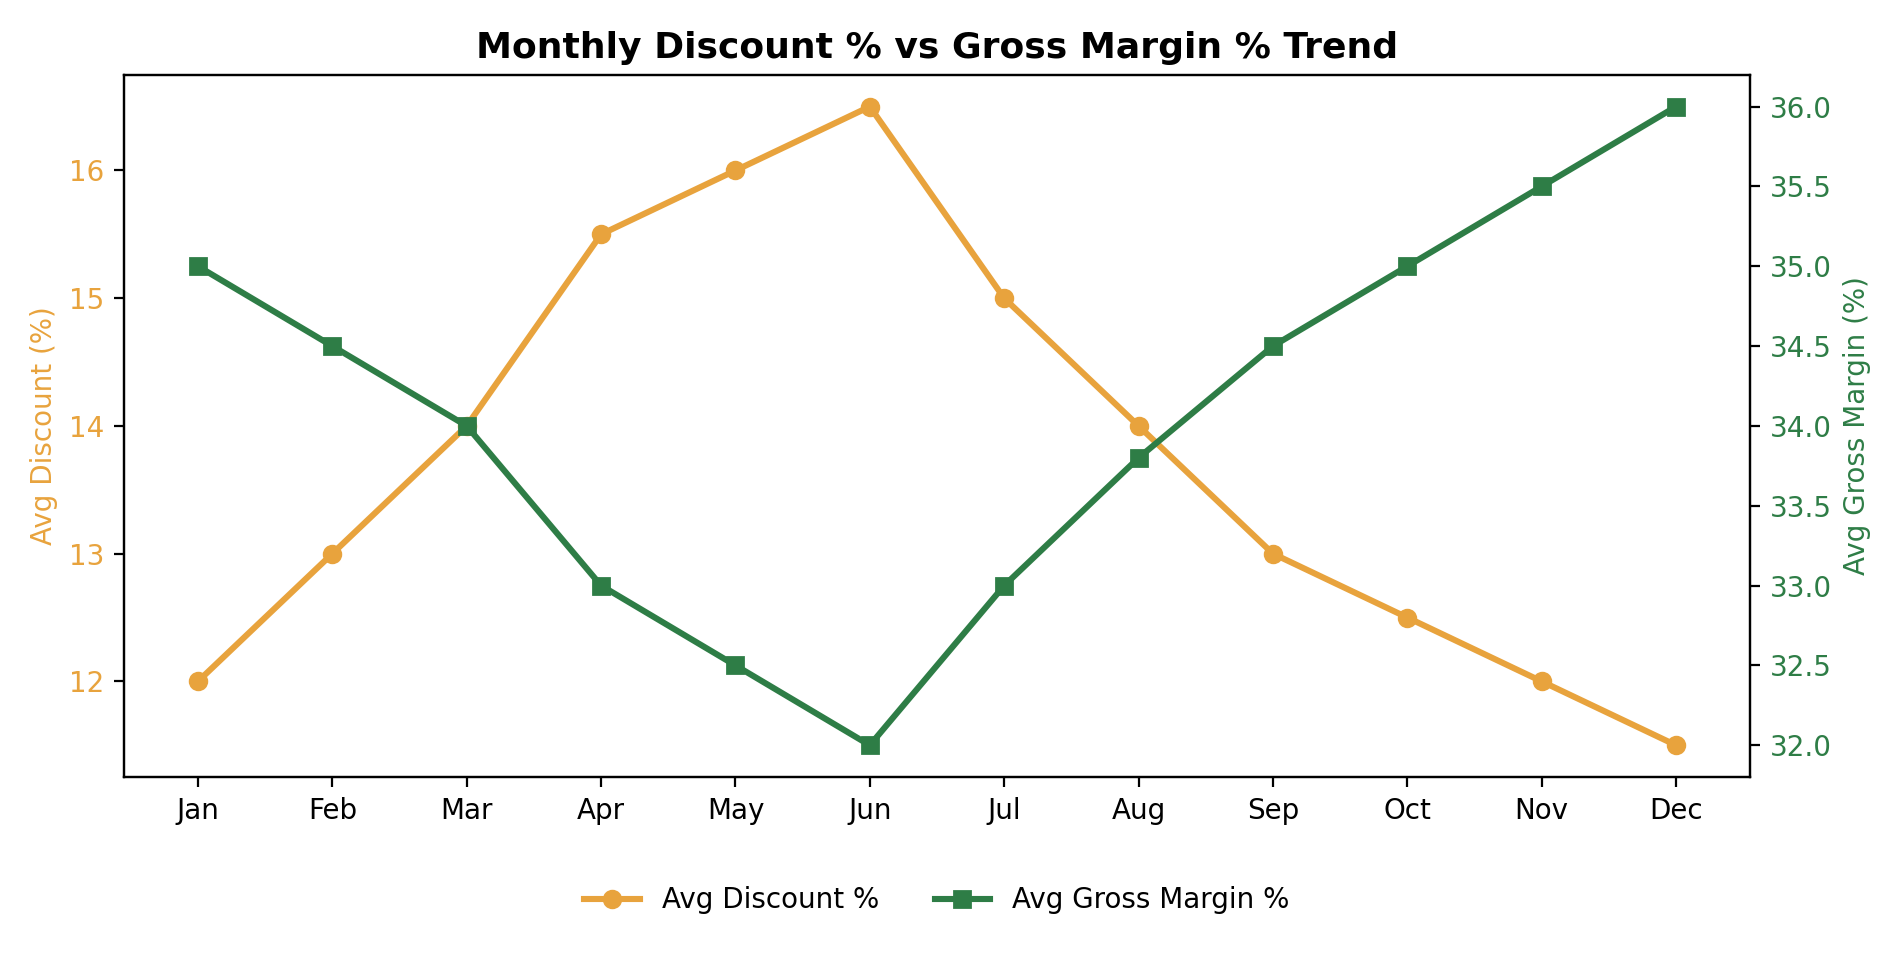 Monthly Discount % vs Gross Margin % Trend
Avg Discount (%)
16
15
14
13
12
36.0
35.5
35.0
34.5
34.0
33.5
33.0
32.5
32.0
Avg Gross Margin (%)
Jan Feb Mar Apr May Jun Jul Aug Sep Oct Nov Dec
Avg Discount % Avg Gross Margin %